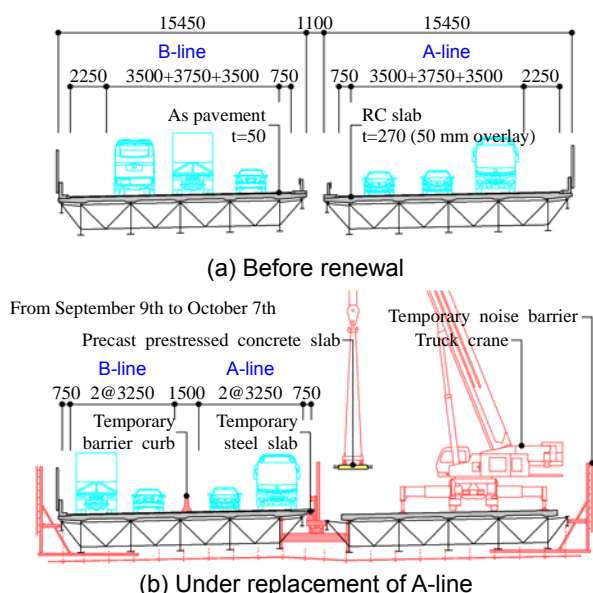 15450 1100 15450
B-line A-line
2250 3500+3750+3500 750 750 3500+3750+3500 2250
As pavement RC slab
t=50 t=270 (50 mm overlay)
(a) Before renewal
From September 9th to October 7th
Temporary noise barrier
Precast prestressed concrete slab Truck crane
B-line A-line
750 2@3250 1500 2@3250 750
Temporary Temporary
barrier curb steel slab
(b) Under replacement of A-line